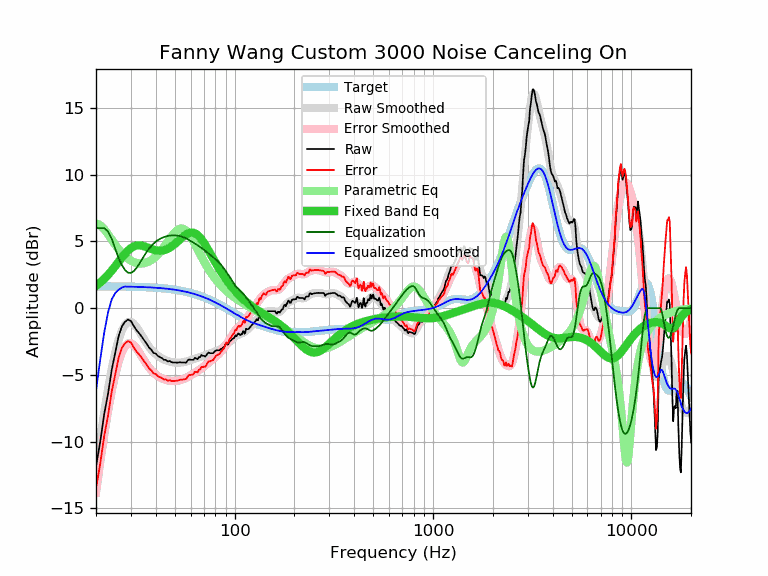 Fanny Wang Custom 3000 Noise Canceling On
Target
Raw Smoothed
Error Smoothed
Raw
Error
Parametric Eq
Fixed Band Eq
Equalization
Equalized smoothed
15
10
5
0
−5
−10
−15
Amplitude (dBr)
100
1000
10000
Frequency (Hz)